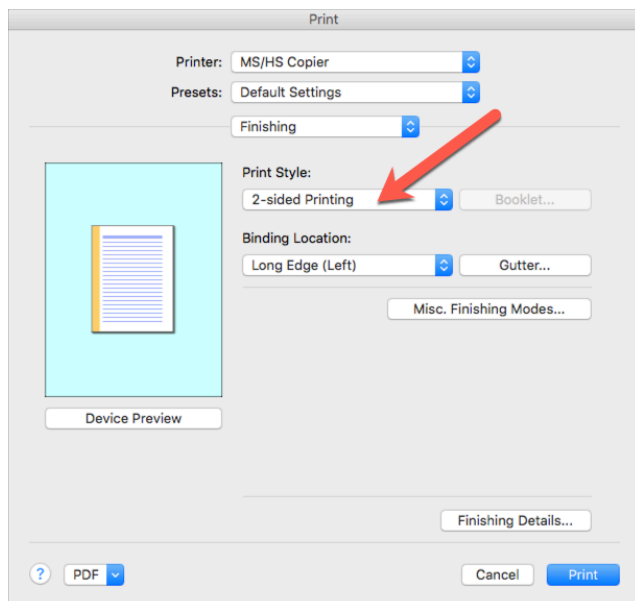 Print
Printer: MS/HS Copier
Presets: Default Settings
Finishing
Print Style:
2-sided Printing Booklet...
Binding Location:
Long Edge (Left) Gutter...
Misc. Finishing Modes...
Device Preview
Finishing Details...
? PDF Cancel Print